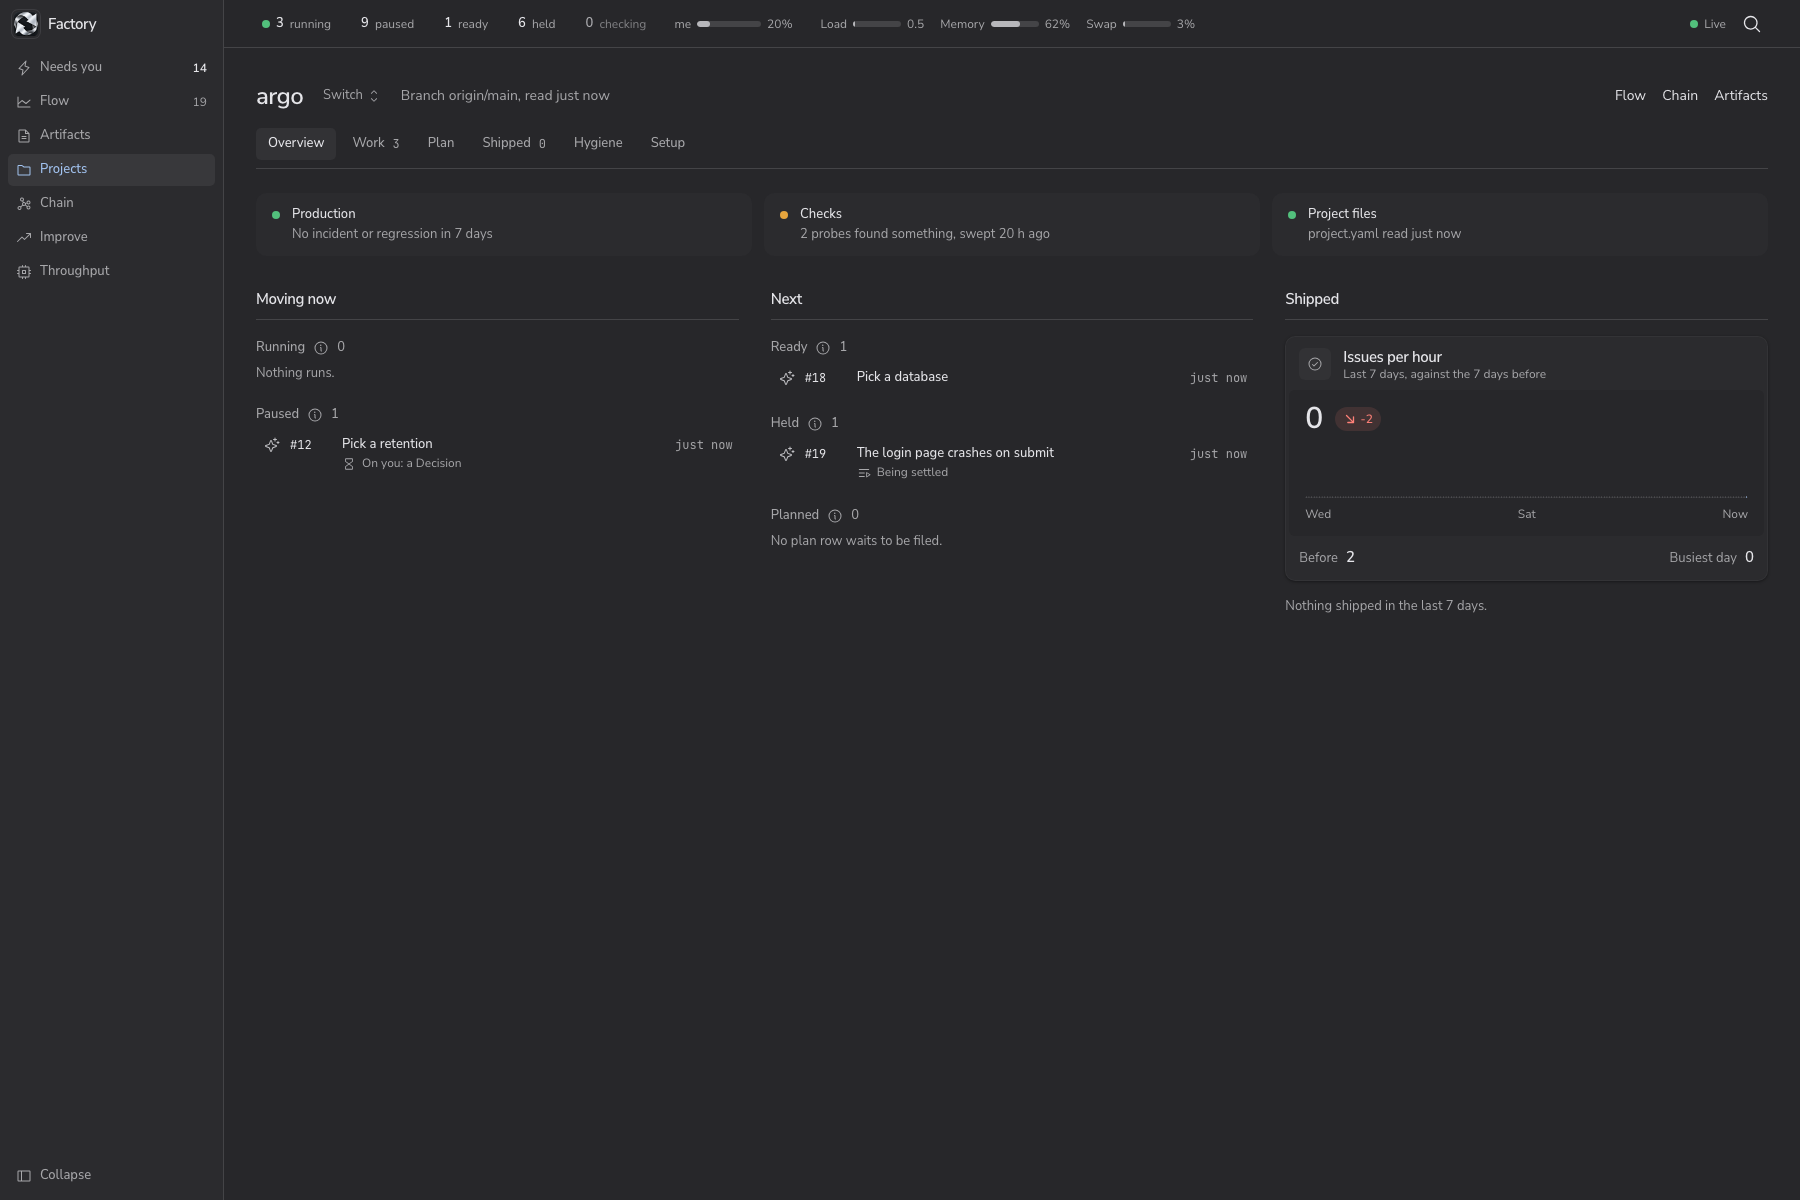 Factory
3 running
9 paused
1 ready
6 held
0 checking
me 20%
Load 0.5
Memory 62%
Swap 3%
Live
Needs you 14
Flow 19
Artifacts
Projects
Chain
Improve
Throughput
argo
Switch
Branch origin/main, read just now
Flow
Chain
Artifacts
Overview
Work 3
Plan
Shipped 0
Hygiene
Setup
Production
No incident or regression in 7 days
Checks
2 probes found something, swept 20 h ago
Project files
project.yaml read just now
Moving now
Running 0
Nothing runs.
Paused 1
#12 Pick a retention just now
On you: a Decision
Next
Ready 1
#18 Pick a database just now
Held 1
#19 The login page crashes on submit just now
Being settled
Planned 0
No plan row waits to be filed.
Shipped
Issues per hour
Last 7 days, against the 7 days before
0 -2
Wed Sat Now
Before 2 Busiest day 0
Nothing shipped in the last 7 days.
Collapse